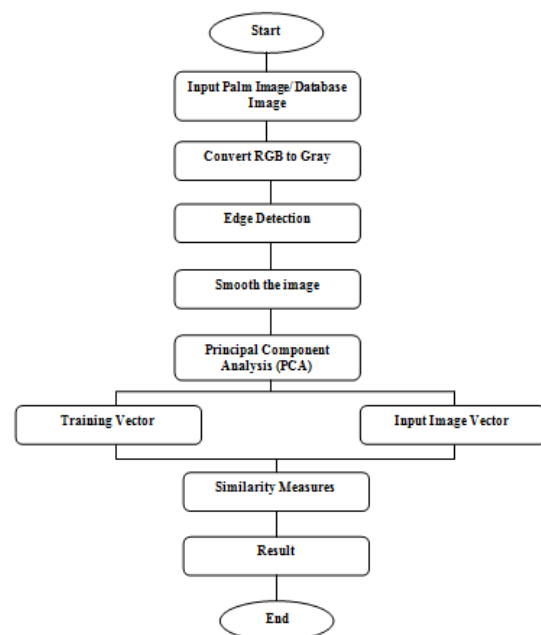 Start
Input Palm Image/Database
Image
Convert RGB to Gray
Edge Detection
Smooth the image
Principal Component
Analysis (PCA)
Training Vector
Input Image Vector
Similarity Measures
Result
End